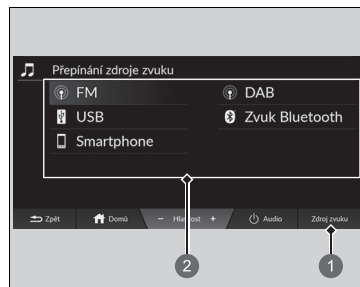 Přepínání zdroje zvuku
FM
DAB
USB
Zvuk Bluetooth
Smartphone
Zpět
Domů
- Hlasitost +
Audio
Zdroj zvuku
2
1